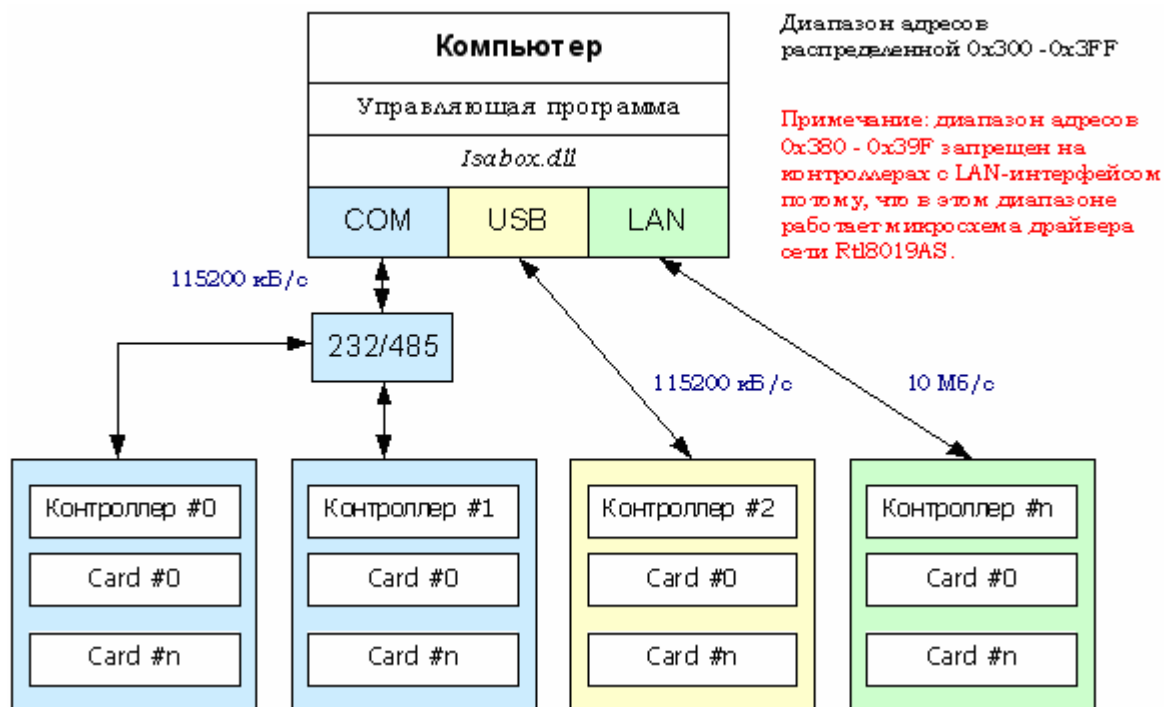 Компьютер
Управляющая программа
Isabox.dll
COM USB LAN
Диапазон адресов
распределенной 0x300 -0x3FF
Примечание: диапазон адресов
0x380 - 0x39F запрещен на
контроллерах с LAN-интерфейсом
потому, что в этом диапазоне
работает микросхема драйвера
сети Rtl8019AS.
115200 кБ/с
232/485
115200 кБ/с
10 Мб/с
Контроллер #0
Card #0
Card #n
Контроллер #1
Card #0
Card #n
Контроллер #2
Card #0
Card #n
Контроллер #n
Card #0
Card #n